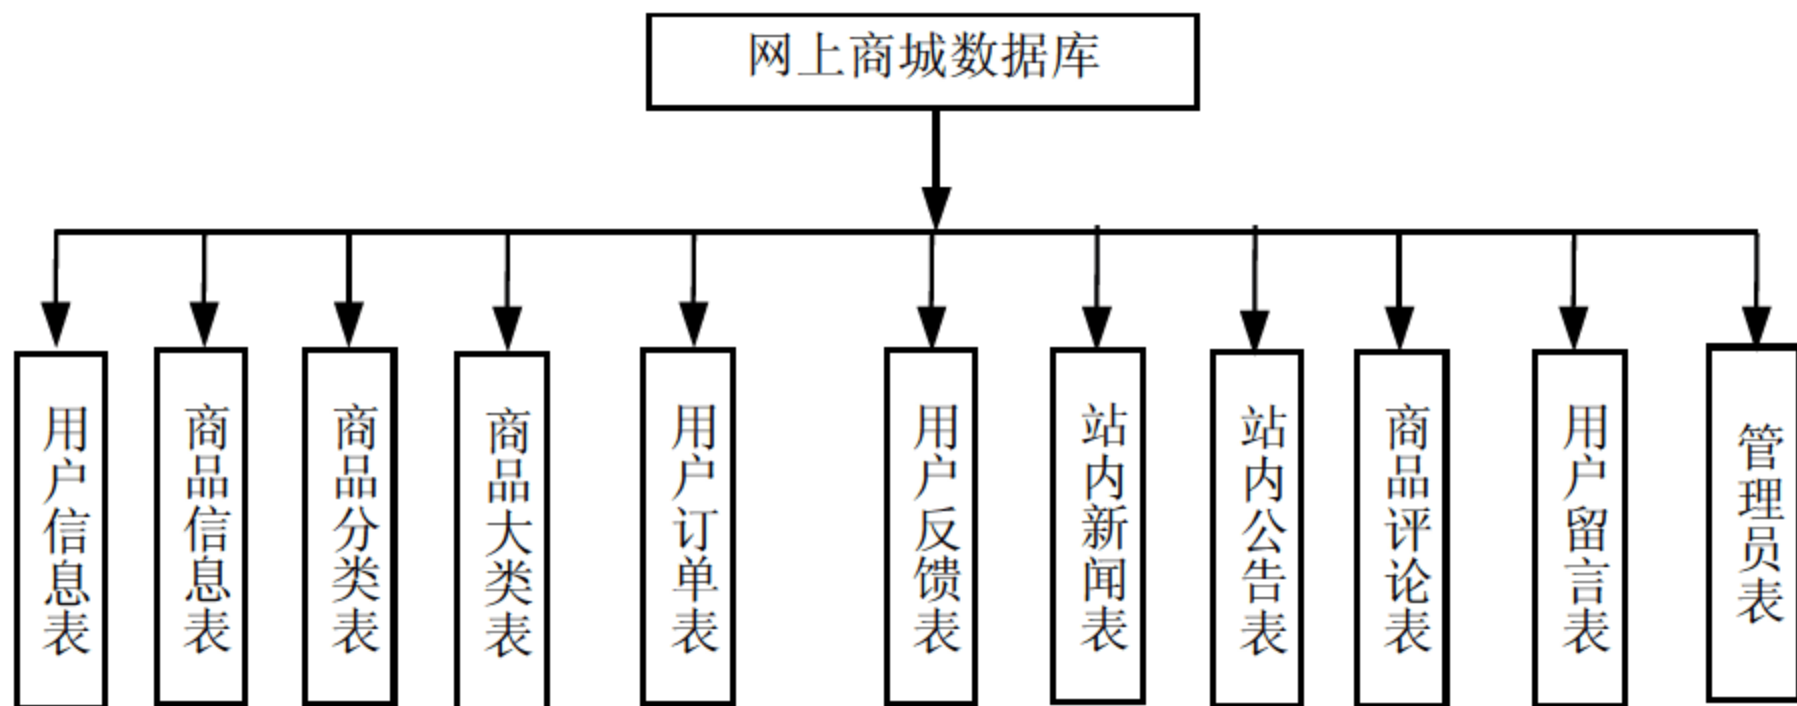 网上商城数据库
用户信息表
商品信息表
商品分类表
商品大类表
用户订单表
用户反馈表
站内新闻表
站内公告表
商品评论表
用户留言表
管理员表